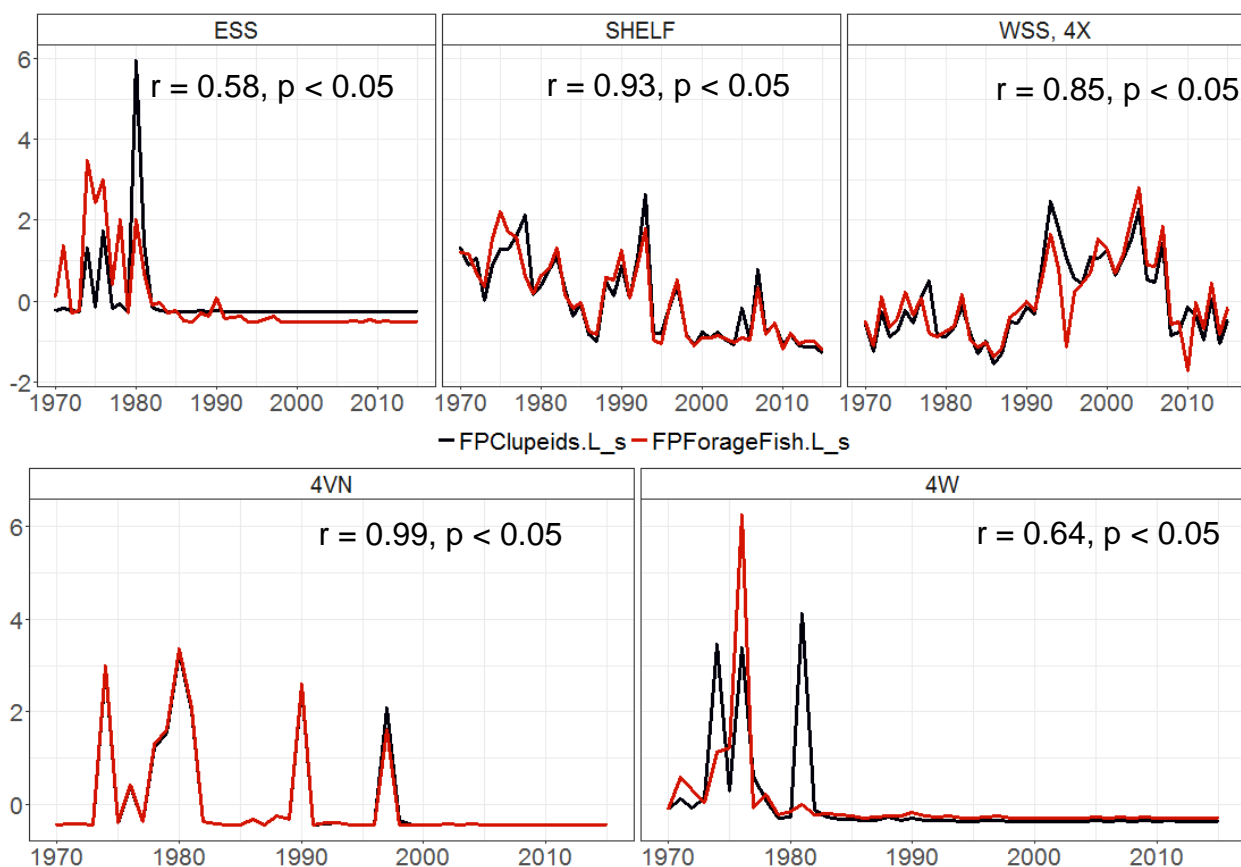 ESS SHELF WSS, 4X
r = 0.58, p < 0.05 r = 0.93, p < 0.05 r = 0.85, p < 0.05
6
4
2
0
-2
1970 1980 1990 2000 2010 1970 1980 1990 2000 2010 1970 1980 1990 2000 2010
FPClupeids.L_s FPForageFish.L_s
4VN 4W
r = 0.99, p < 0.05 r = 0.64, p < 0.05
6
4
2
0
1970 1980 1990 2000 2010 1970 1980 1990 2000 2010